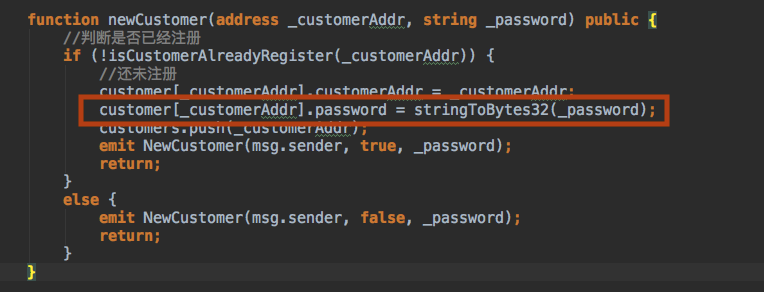 function newCustomer(address _customerAddr, string _password) public {
//判断是否已经注册
if (!isCustomerAlreadyRegister(_customerAddr)) {
//还未注册
customer[_customerAddr].customerAddr = _customerAddr;
customer[_customerAddr].password = stringToBytes32(_password);
customers.push(_customerAddr);
emit NewCustomer(msg.sender, true, _password);
return;
}
else {
emit NewCustomer(msg.sender, false, _password);
return;
}
}